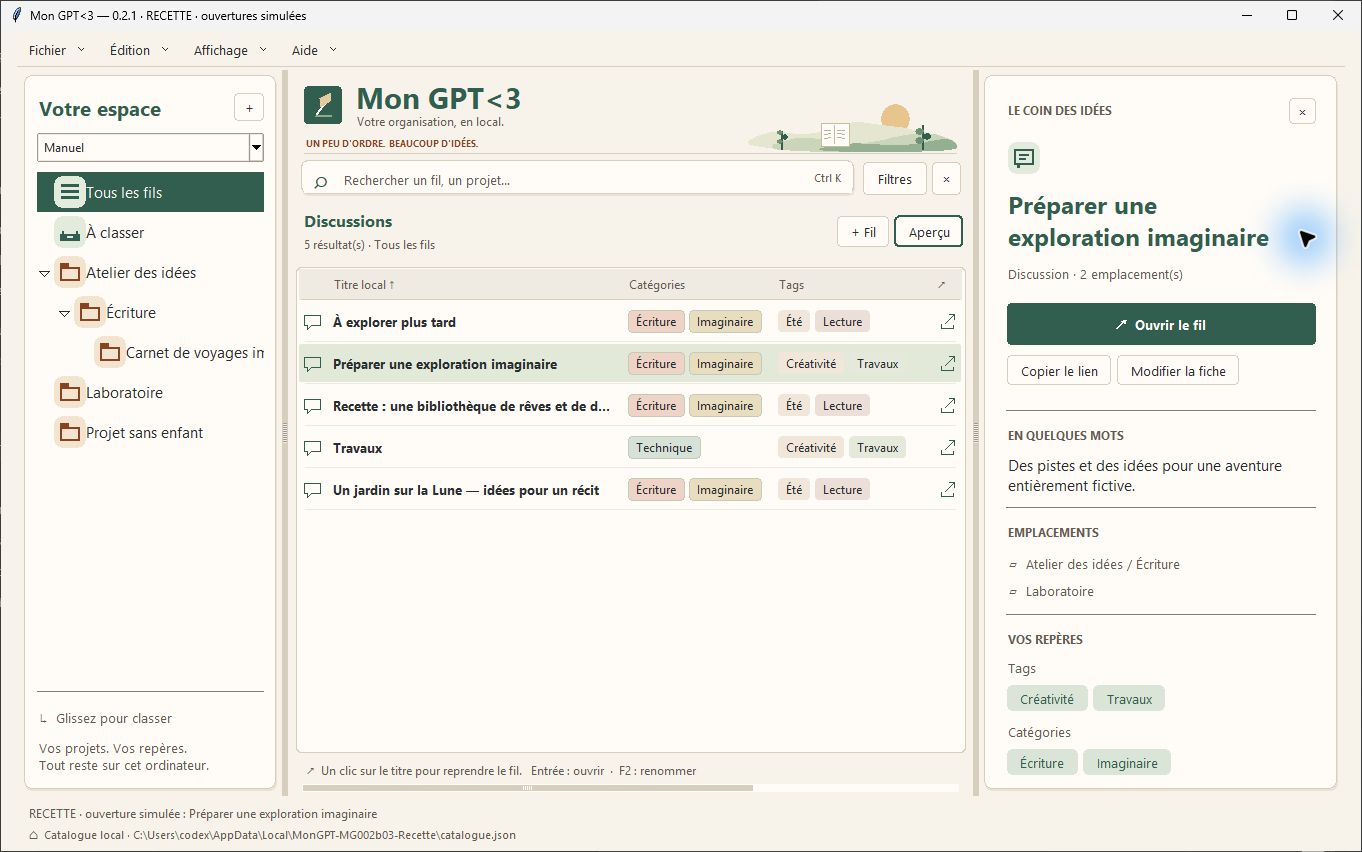 Mon GPT<3 — 0.2.1 · RECETTE · ouvertures simulées
Fichier
Édition
Affichage
Aide
Votre espace
+
Manuel
Tous les fils
À classer
Atelier des idées
Écriture
Carnet de voyages im
Laboratoire
Projet sans enfant
Glissez pour classer
Vos projets. Vos repères.
Tout reste sur cet ordinateur.
Mon GPT<3
Votre organisation, en local.
UN PEU D'ORDRE. BEAUCOUP D'IDÉES.
Rechercher un fil, un projet... Ctrl K
Filtres
×
Discussions
5 résultat(s) · Tous les fils
+ Fil
Aperçu
Titre local ↑ Catégories Tags ↗
À explorer plus tard Écriture Imaginaire Été Lecture
Préparer une exploration imaginaire Écriture Imaginaire Créativité Travaux
Recette : une bibliothèque de rêves et de d... Écriture Imaginaire Été Lecture
Travaux Technique Créativité Travaux
Un jardin sur la Lune — idées pour un récit Écriture Imaginaire Été Lecture
↗ Un clic sur le titre pour reprendre le fil. Entrée : ouvrir · F2 : renommer
LE COIN DES IDÉES
×
Préparer une
exploration imaginaire
Discussion · 2 emplacement(s)
↗ Ouvrir le fil
Copier le lien
Modifier la fiche
EN QUELQUES MOTS
Des pistes et des idées pour une aventure
entièrement fictive.
EMPLACEMENTS
▱ Atelier des idées / Écriture
▱ Laboratoire
VOS REPÈRES
Tags
Créativité Travaux
Catégories
Écriture Imaginaire
RECETTE · ouverture simulée : Préparer une exploration imaginaire
⌂ Catalogue local · C:\Users\codex\AppData\Local\MonGPT-MG002b03-Recette\catalogue.json